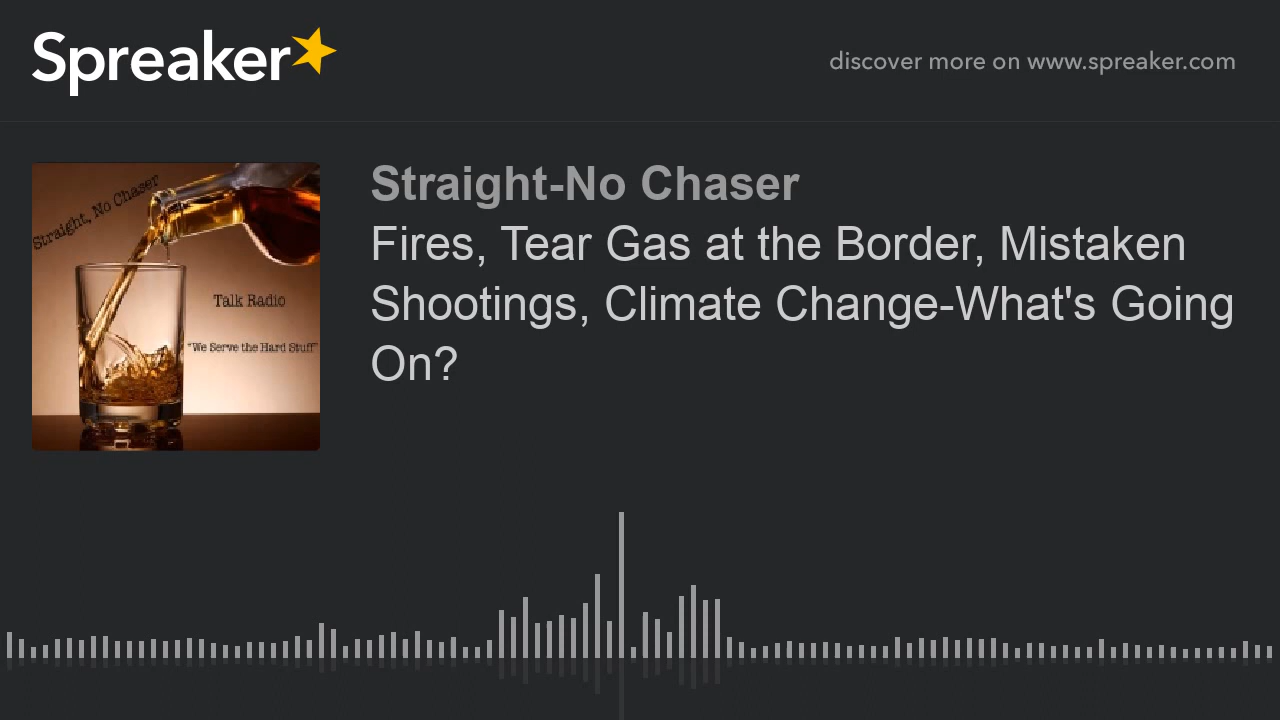 Spreaker
discover more on www.spreaker.com
Straight, No Chaser
Talk Radio
"We Serve the Hard Stuff"
Straight-No Chaser
Fires, Tear Gas at the Border, Mistaken
Shootings, Climate Change-What's Going
On?